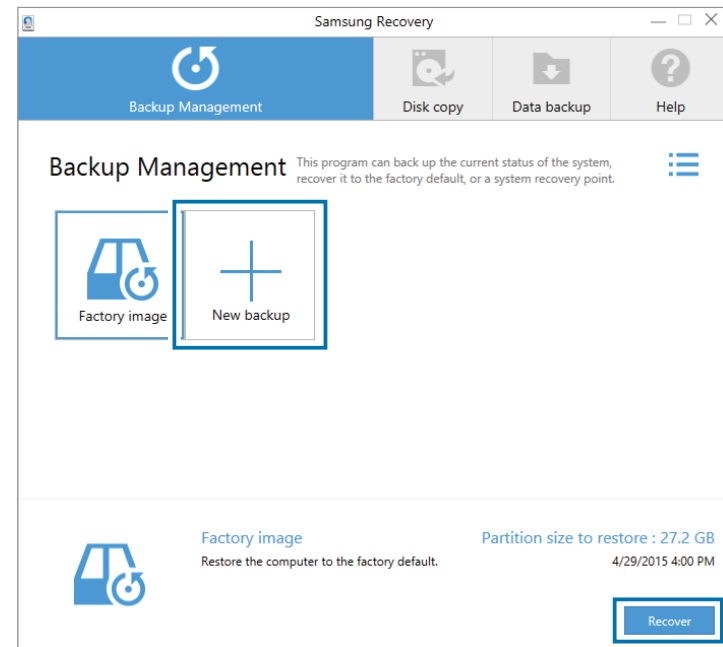 Samsung Recovery
Backup Management
Disk copy
Data backup
Help
Backup Management
This program can back up the current status of the system,
recover it to the factory default, or a system recovery point.
Factory image
New backup
Factory image
Restore the computer to the factory default.
Partition size to restore : 27.2 GB
4/29/2015 4:00 PM
Recover